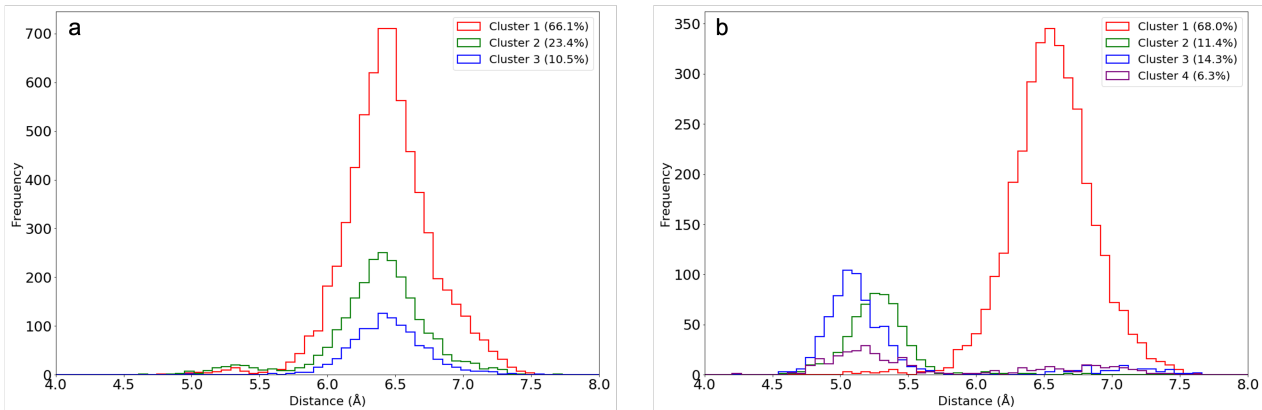 a
Cluster 1 (66.1%)
Cluster 2 (23.4%)
Cluster 3 (10.5%)
700
600
500
400
300
200
100
0
Frequency
4.0 4.5 5.0 5.5 6.0 6.5 7.0 7.5 8.0
Distance (Å)
b
Cluster 1 (68.0%)
Cluster 2 (11.4%)
Cluster 3 (14.3%)
Cluster 4 (6.3%)
350
300
250
200
150
100
50
0
Frequency
4.0 4.5 5.0 5.5 6.0 6.5 7.0 7.5 8.0
Distance (Å)